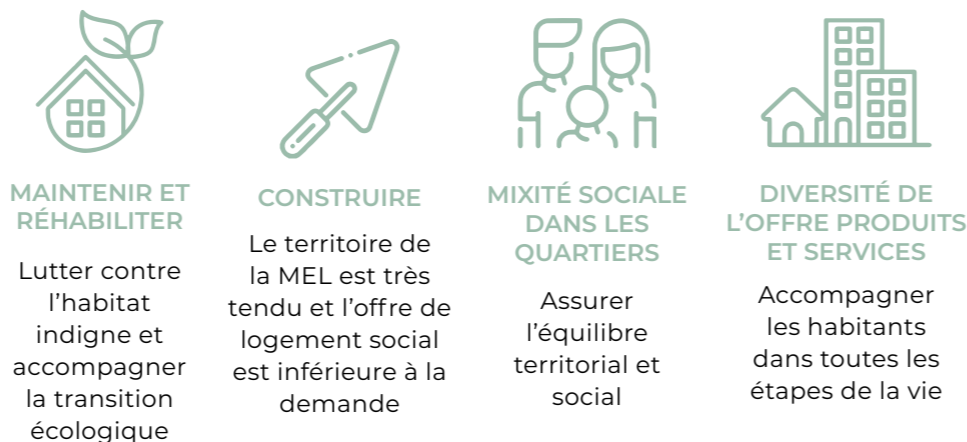 MAINTENIR ET
RÉHABILITER
Lutter contre
l’habitat
indigne et
accompagner
la transition
écologique
CONSTRUIRE
Le territoire de
la MEL est très
tendu et l’offre de
logement social
est inférieure à la
demande
MIXITÉ SOCIALE
DANS LES
QUARTIERS
Assurer
l’équilibre
territorial et
social
DIVERSITÉ DE
L’OFFRE PRODUITS
ET SERVICES
Accompagner
les habitants
dans toutes les
étapes de la vie